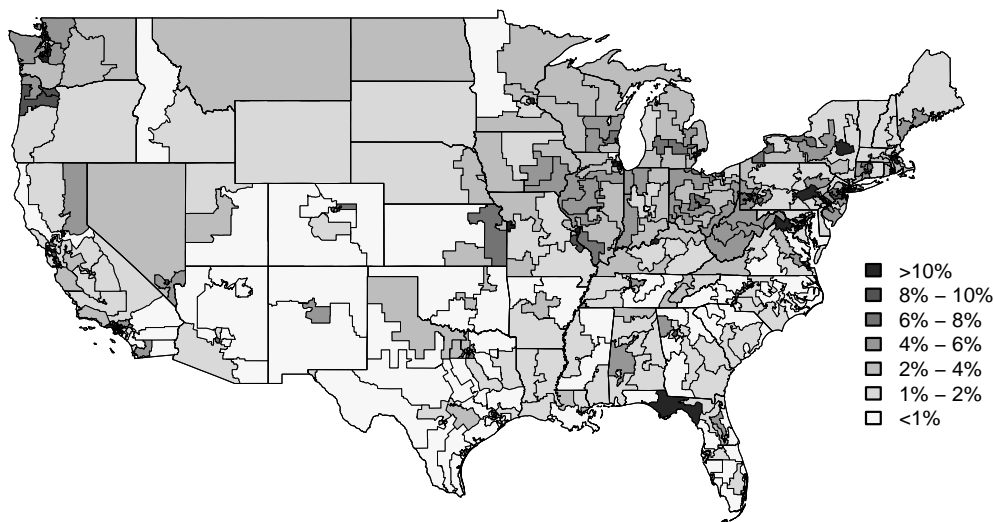 >10%
8% – 10%
6% – 8%
4% – 6%
2% – 4%
1% – 2%
<1%